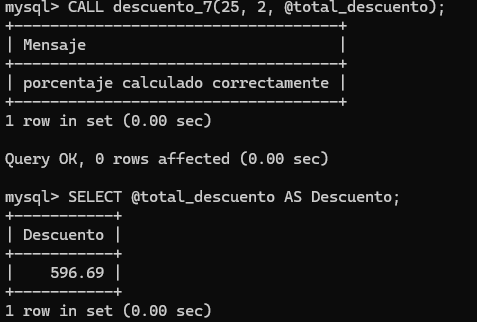 mysql> CALL descuento_7(25, 2, @total_descuento);
+-----------------------------------+
| Mensaje                           |
+-----------------------------------+
| porcentaje calculado correctamente |
+-----------------------------------+
1 row in set (0.00 sec)

Query OK, 0 rows affected (0.00 sec)

mysql> SELECT @total_descuento AS Descuento;
+-----------+
| Descuento |
+-----------+
|    596.69 |
+-----------+
1 row in set (0.00 sec)